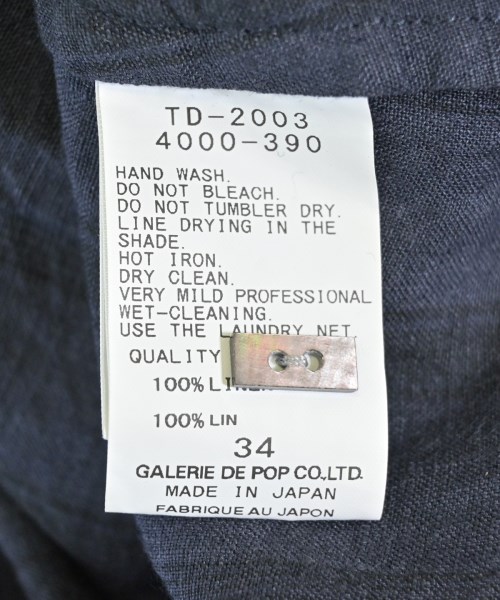 TD-2003
4000-390
HAND WASH.
DO NOT BLEACH.
DO NOT TUMBLER DRY.
LINE DRYING IN THE
SHADE.
HOT IRON.
DRY CLEAN.
VERY MILD PROFESSIONAL
WET-CLEANING.
USE THE LAUNDRY NET.
QUALITY
100%
100% LIN
34
GALERIE DE POP CO.,LTD.
MADE IN JAPAN
FABRIQUE AU JAPON